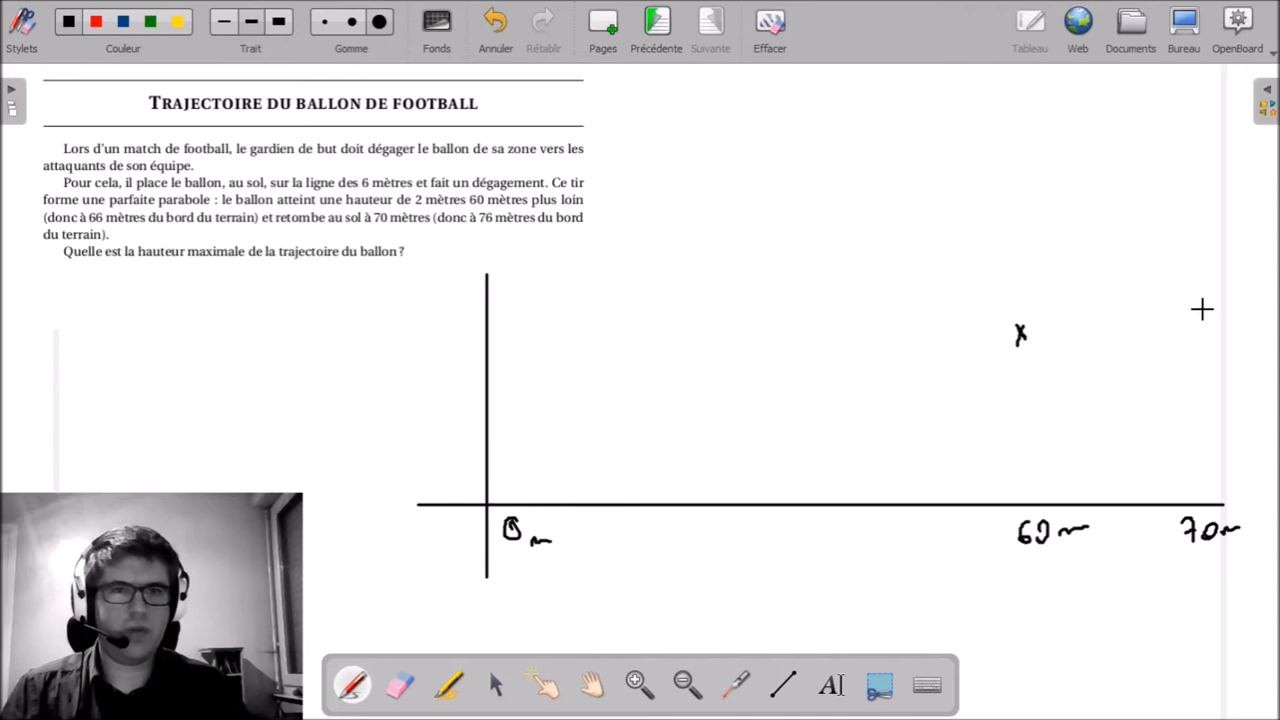 Stylets
Couleur
Trait
Gomme
Fonds
Annuler
Rétablir
Pages
Précédente
Suivante
Effacer
Tableau
Web
Documents
Bureau
OpenBoard
TRAJECTOIRE DU BALLON DE FOOTBALL
Lors d'un match de football, le gardien de but doit dégager le ballon de sa zone vers les
attaquants de son équipe.
Pour cela, il place le ballon, au sol, sur la ligne des 6 mètres et fait un dégagement. Ce tir
forme une parfaite parabole : le ballon atteint une hauteur de 2 mètres 60 mètres plus loin
(donc à 66 mètres du bord du terrain) et retombe au sol à 70 mètres (donc à 76 mètres du bord
du terrain).
Quelle est la hauteur maximale de la trajectoire du ballon ?
x
0 m
60 m
70 m
AI